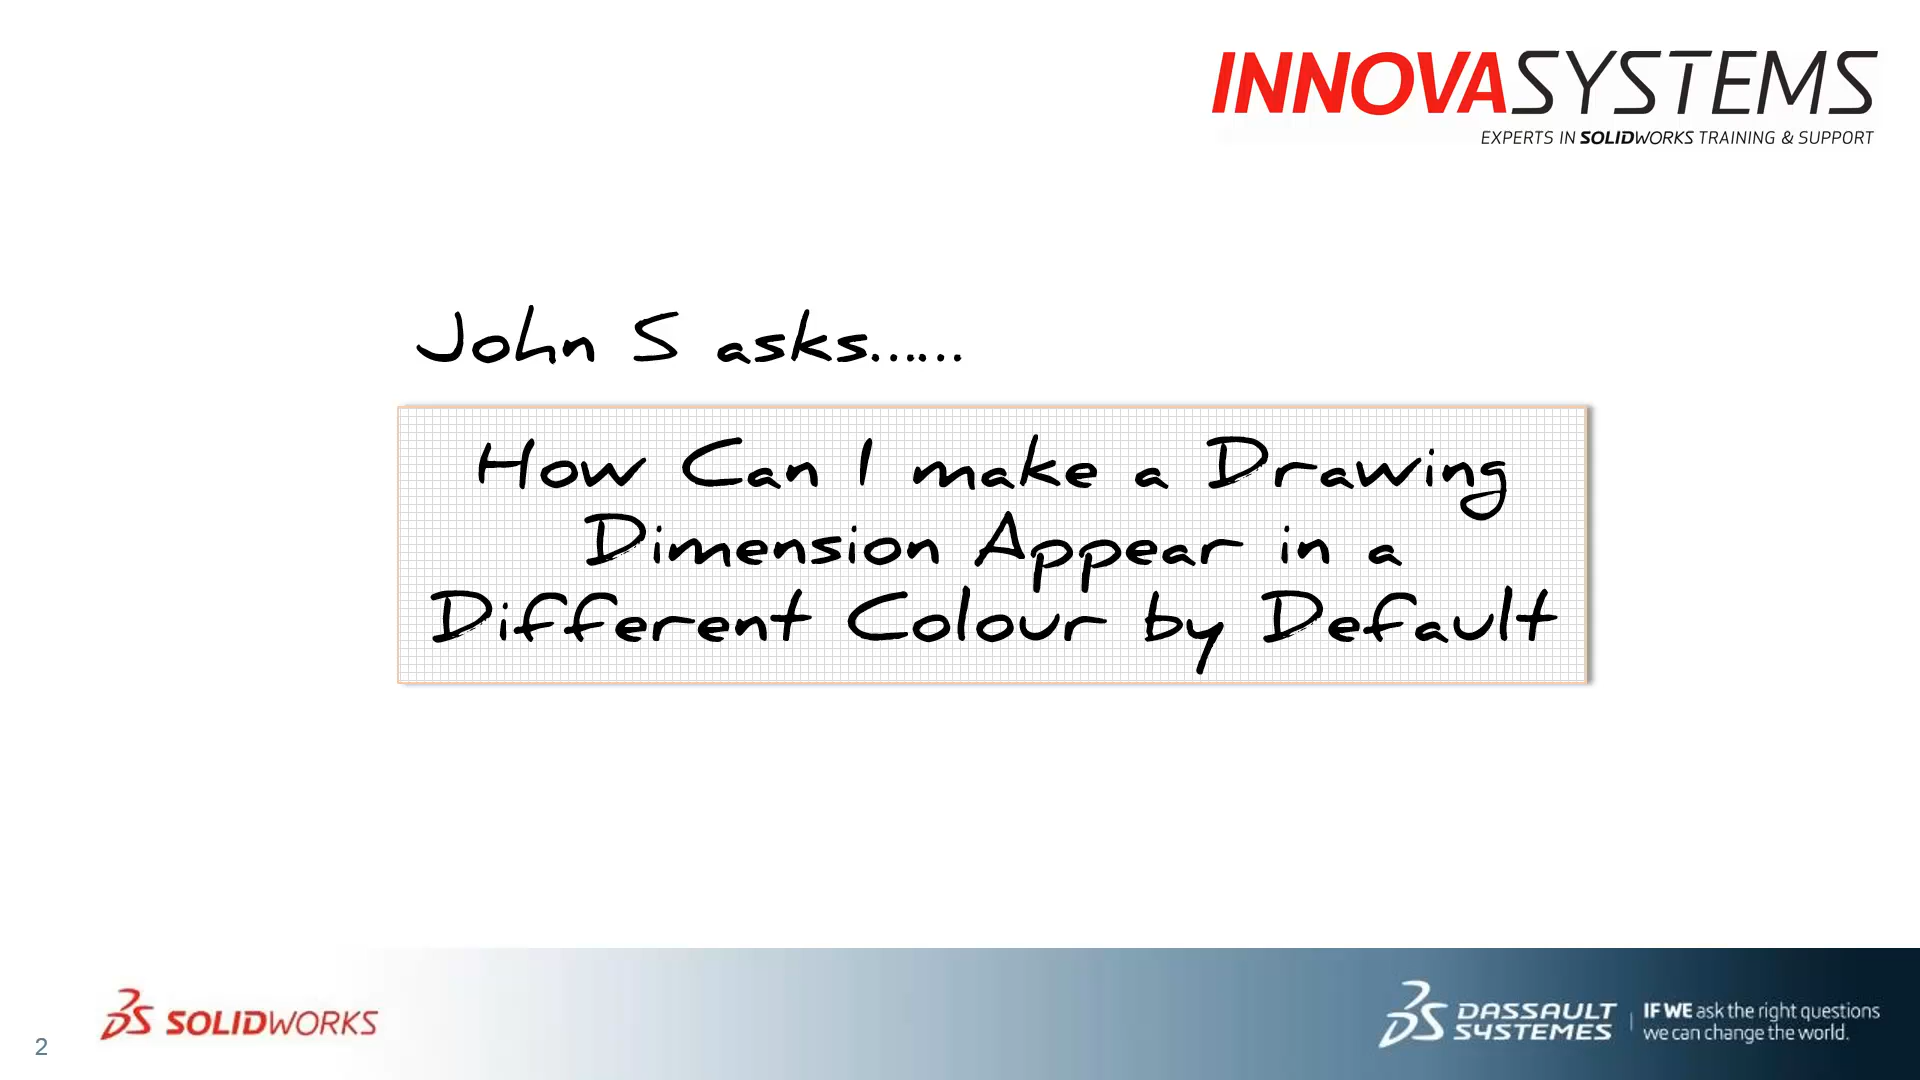 INNOVASYSTEMS
EXPERTS IN SOLIDWORKS TRAINING & SUPPORT
John S asks......
How Can I make a Drawing
Dimension Appear in a
Different Colour by Default
2
SOLIDWORKS
DASSAULT
SYSTEMES
IF WE ask the right questions
we can change the world.